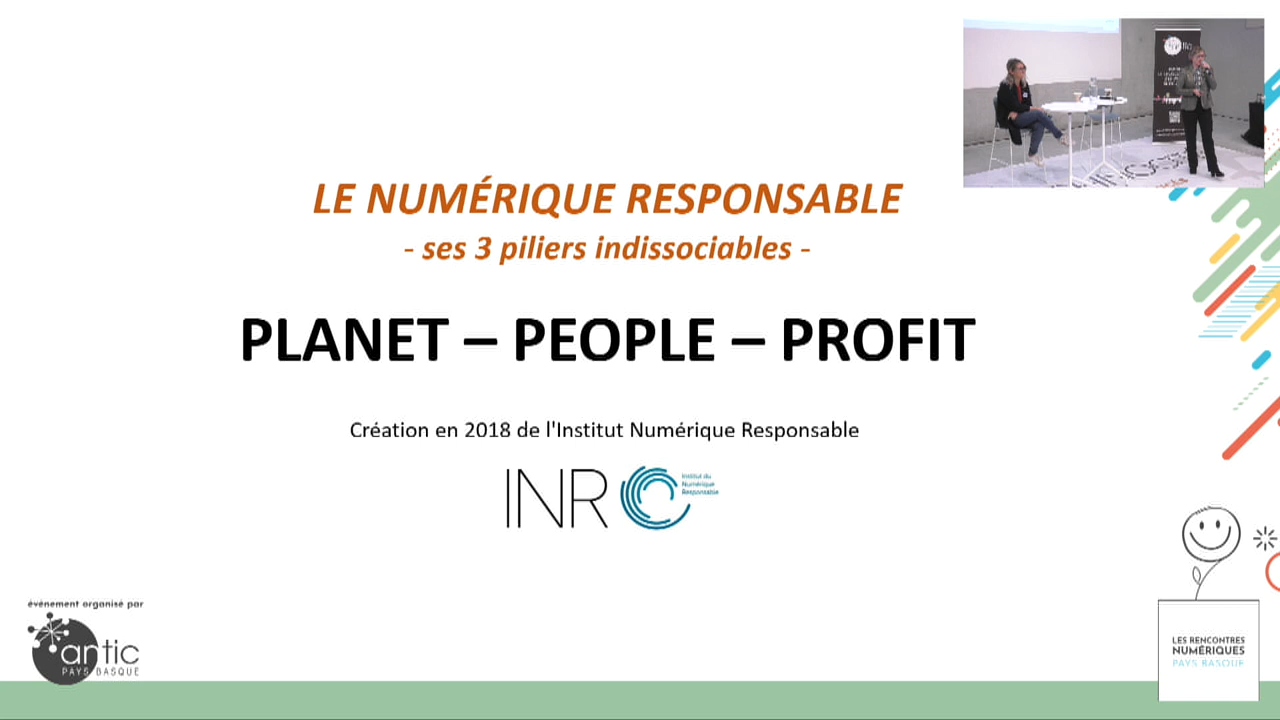 LE NUMÉRIQUE RESPONSABLE
- ses 3 piliers indissociables -
PLANET – PEOPLE – PROFIT
Création en 2018 de l'Institut Numérique Responsable
INR
Institut du
Numérique
Responsable
évènement organisé par
antic
PAYS BASQUE
LES RENCONTRES
NUMÉRIQUES
PAYS BASQUE